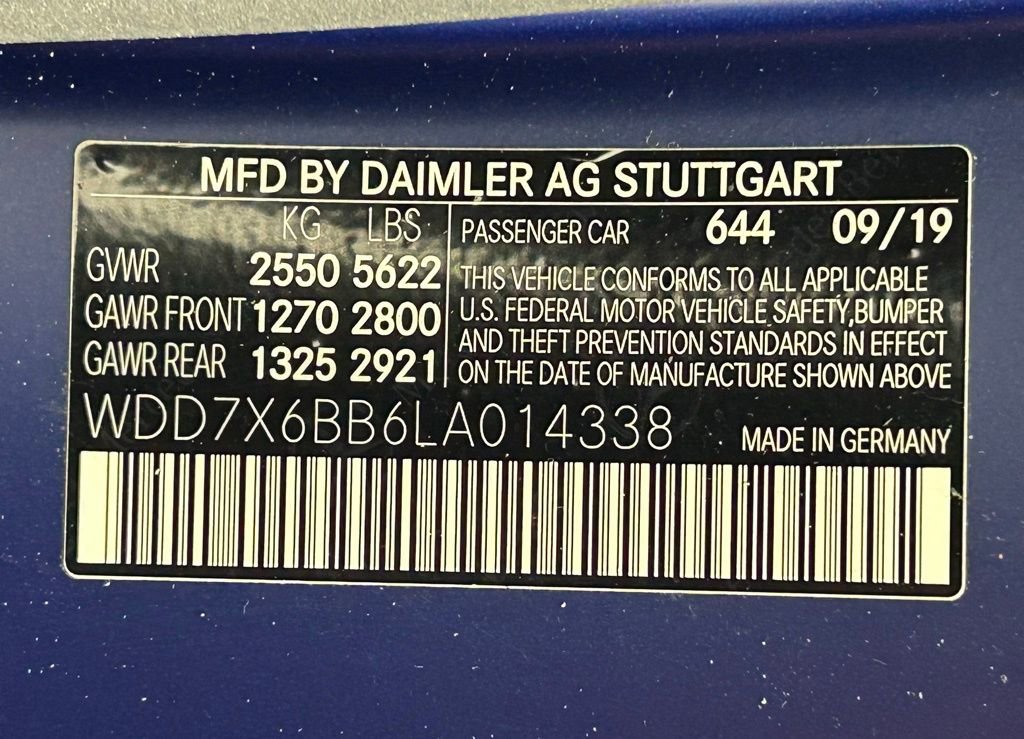 MFD BY DAIMLER AG STUTTGART
KG LBS
GVWR 2550 5622
GAWR FRONT 1270 2800
GAWR REAR 1325 2921
PASSENGER CAR 644 09/19
THIS VEHICLE CONFORMS TO ALL APPLICABLE
U.S. FEDERAL MOTOR VEHICLE SAFETY,BUMPER
AND THEFT PREVENTION STANDARDS IN EFFECT
ON THE DATE OF MANUFACTURE SHOWN ABOVE
WDD7X6BB6LA014338
MADE IN GERMANY